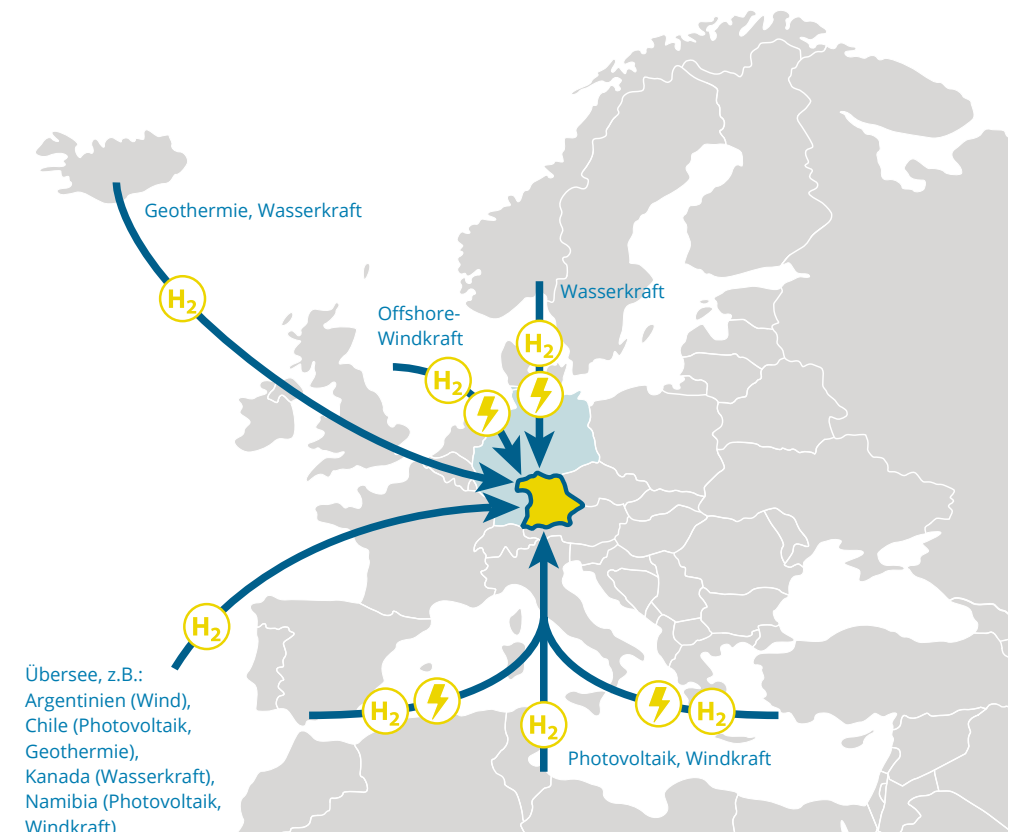 Geothermie, Wasserkraft
H₂
Wasserkraft
Offshore-
Windkraft
H₂
H₂
H₂
Übersee, z.B.:
Argentinien (Wind),
Chile (Photovoltaik,
Geothermie),
Kanada (Wasserkraft),
Namibia (Photovoltaik,
Windkraft)
H₂
H₂
H₂
Photovoltaik, Windkraft